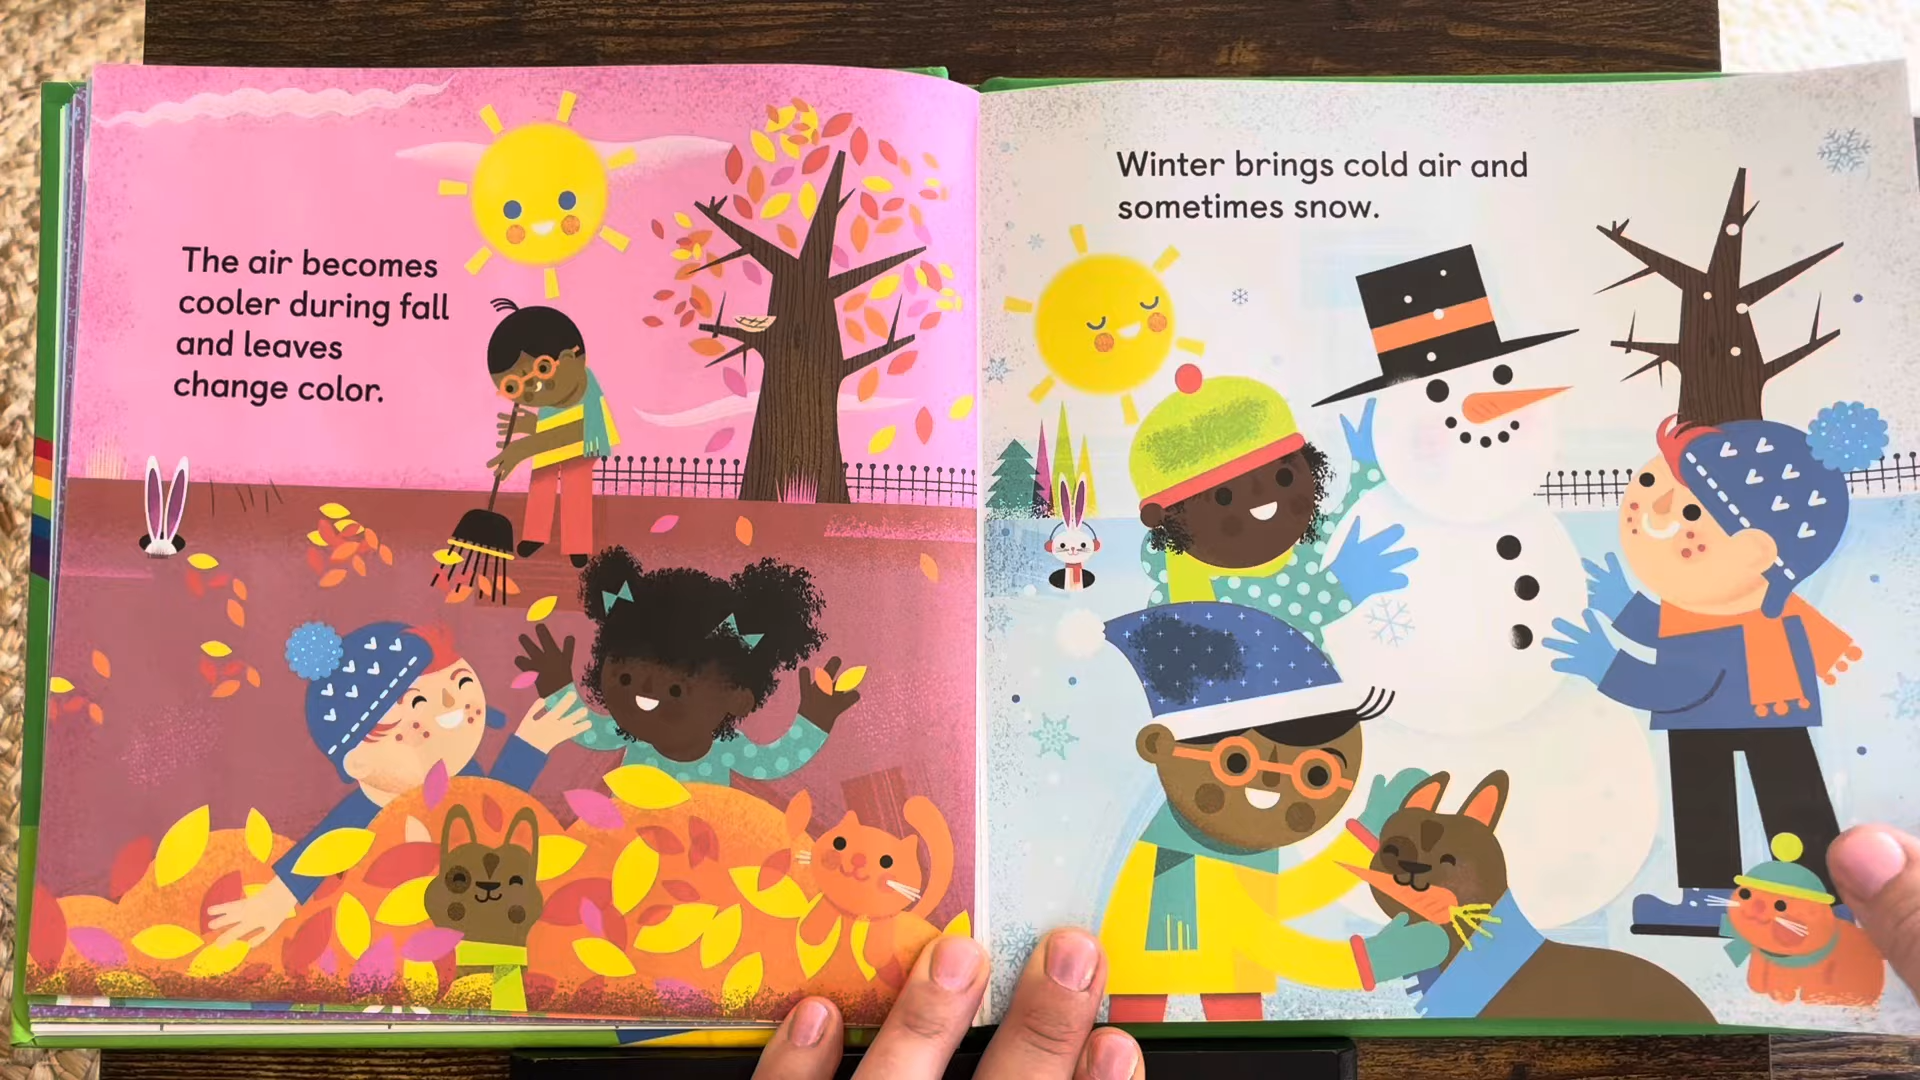 The air becomes
cooler during fall
and leaves
change color.
Winter brings cold air and
sometimes snow.